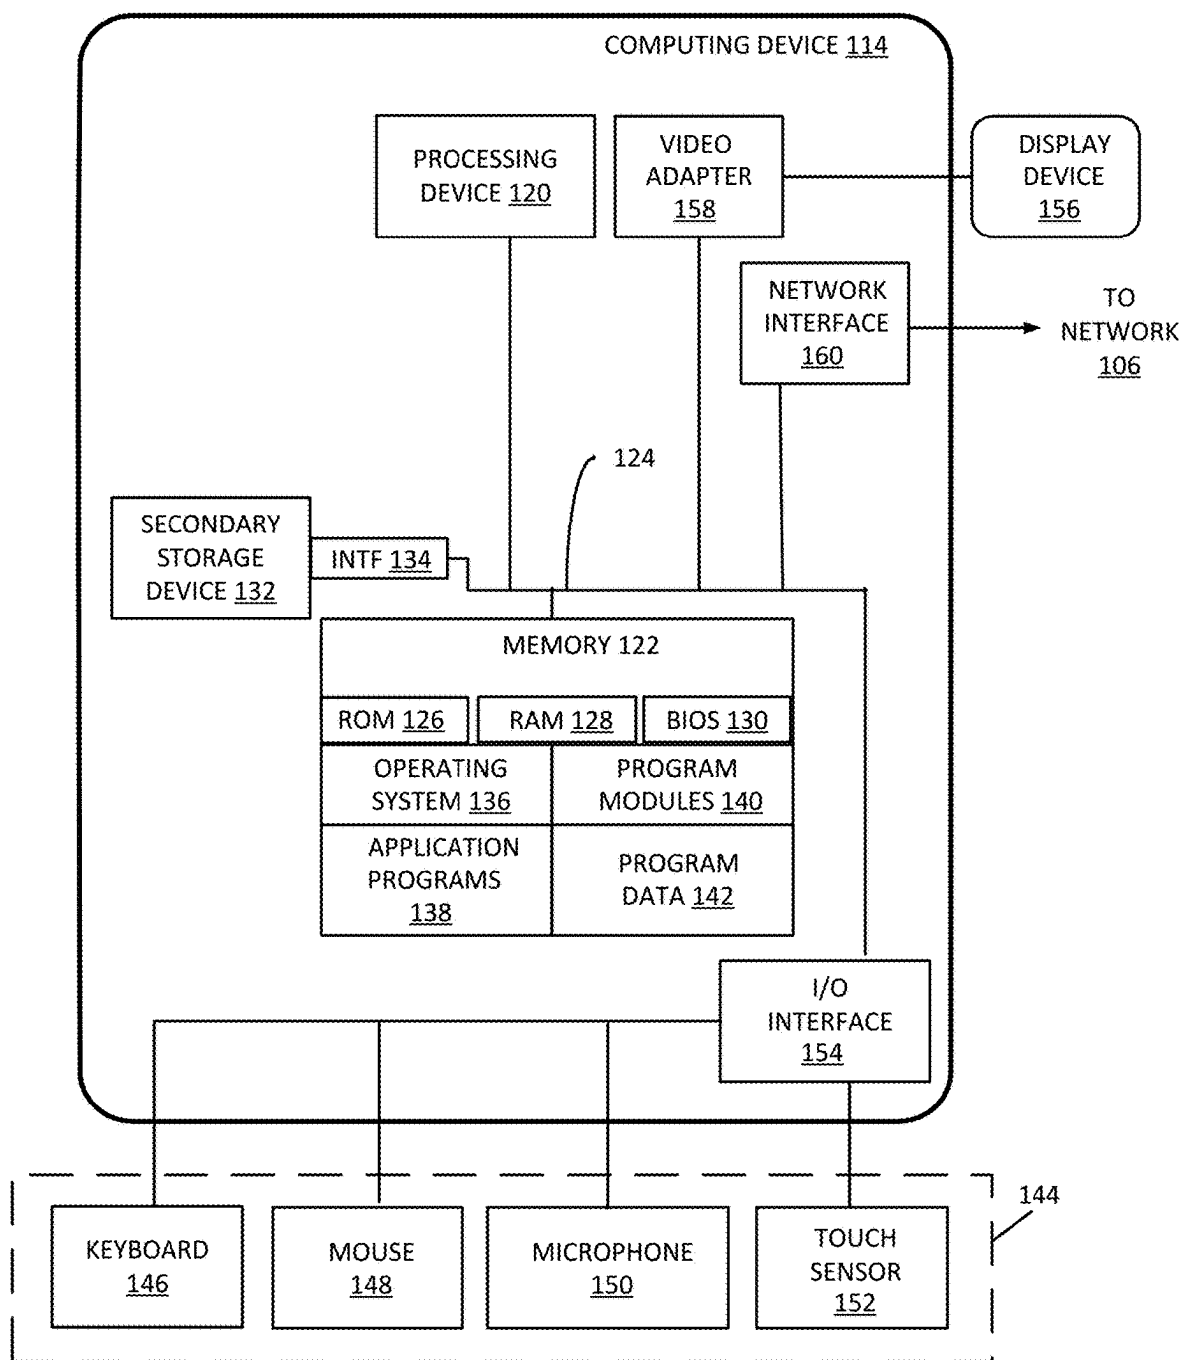 COMPUTING DEVICE 114
PROCESSING
DEVICE 120
VIDEO
ADAPTER
158
DISPLAY
DEVICE
156
NETWORK
INTERFACE
160
TO
NETWORK
106
124
SECONDARY
STORAGE
DEVICE 132
INTF 134
MEMORY 122
ROM 126
RAM 128
BIOS 130
OPERATING
SYSTEM 136
PROGRAM
MODULES 140
APPLICATION
PROGRAMS
138
PROGRAM
DATA 142
I/O
INTERFACE
154
144
KEYBOARD
146
MOUSE
148
MICROPHONE
150
TOUCH
SENSOR
152